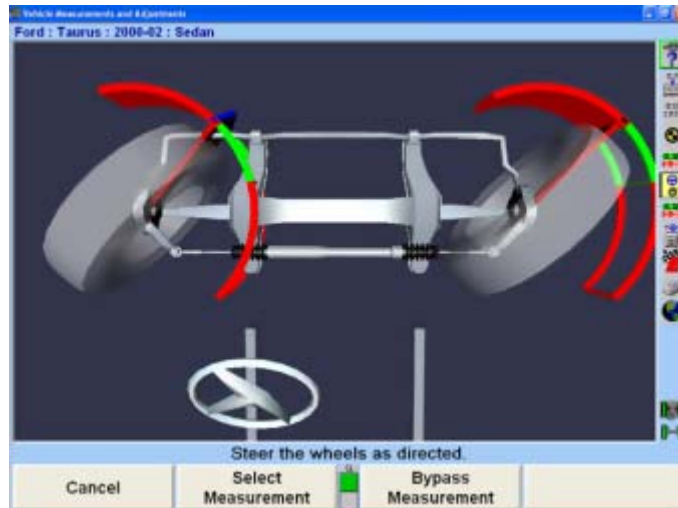 Vehicle Measurements and Adjustments
Ford : Taurus : 2000-02 : Sedan
Steer the wheels as directed.
Cancel
Select
Measurement
Bypass
Measurement